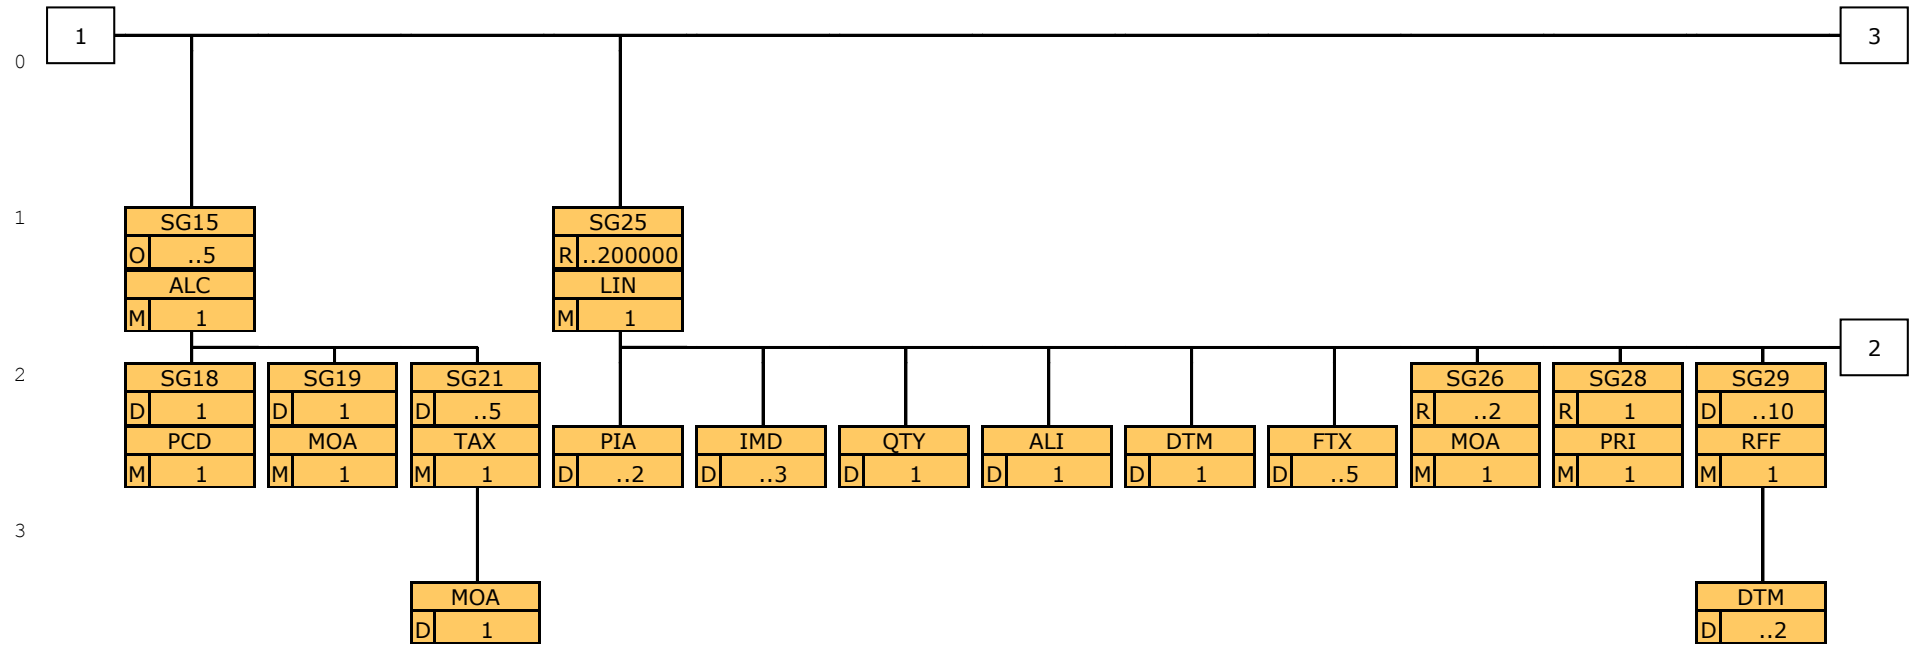 1 3
0
1 SG15 SG25
O ..5 R ..200000
ALC LIN
M 1 M 1
2
2 SG18 SG19 SG21 SG26 SG28 SG29
D 1 D 1 D ..5 R ..2 R 1 D ..10
PCD MOA TAX PIA IMD QTY ALI DTM FTX MOA PRI RFF
M 1 M 1 M 1 D ..2 D ..3 D 1 D 1 D 1 D ..5 M 1 M 1 M 1
3
MOA DTM
D 1 D ..2